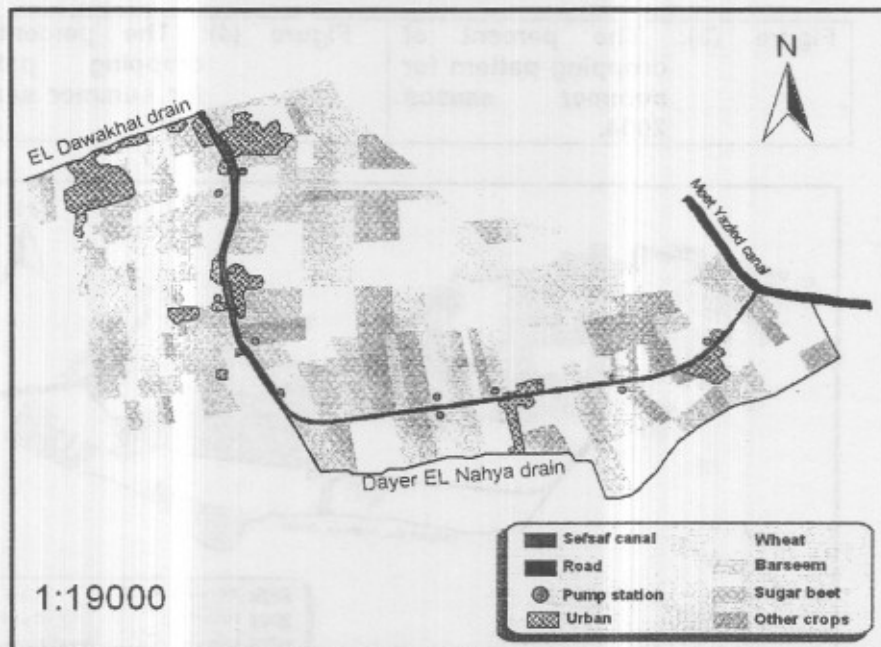 N
EL Dawakhat drain
Meet Yazied canal
Dayer EL Nahya drain
1:19000
Sefsaf canal
Road
Pump station
Urban
Wheat
Barseem
Sugar beet
Other crops